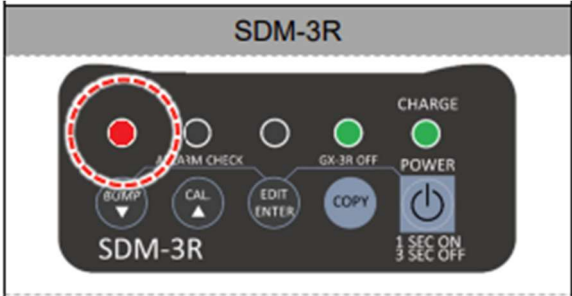 SDM-3R
CHARGE
ALARM CHECK
GX-3R OFF
POWER
BUMP
CAL.
EDIT
ENTER
COPY
SDM-3R
1 SEC ON
3 SEC OFF